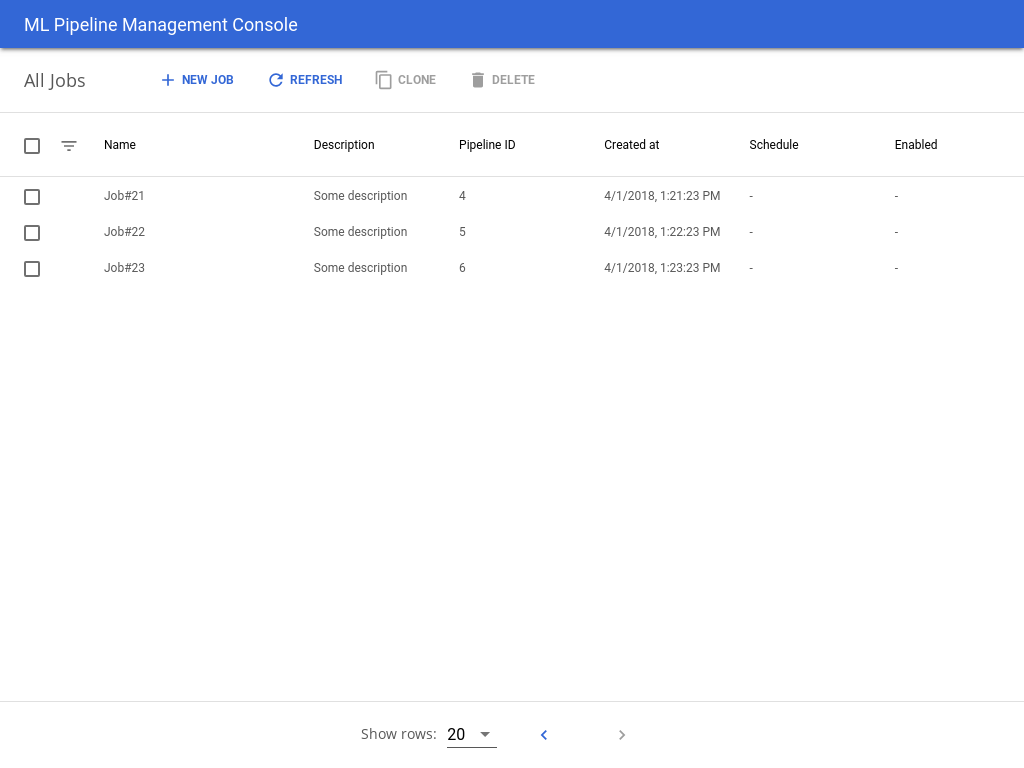 ML Pipeline Management Console
All Jobs NEW JOB REFRESH CLONE DELETE
Name Description Pipeline ID Created at Schedule Enabled
Job#21 Some description 4 4/1/2018, 1:21:23 PM - -
Job#22 Some description 5 4/1/2018, 1:22:23 PM - -
Job#23 Some description 6 4/1/2018, 1:23:23 PM - -
Show rows: 20